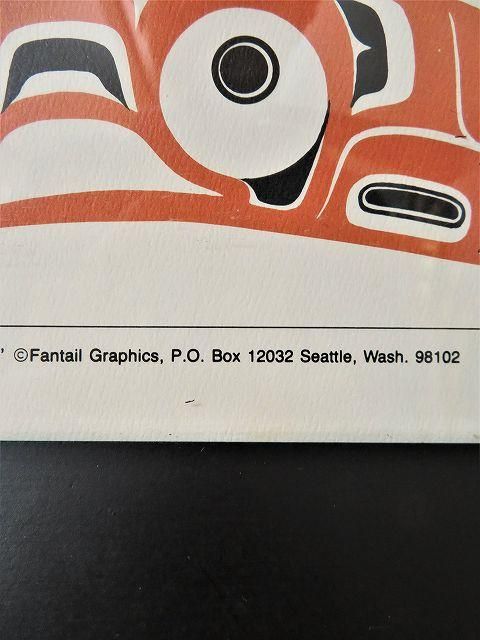 ’ ©Fantail Graphics, P.O. Box 12032 Seattle, Wash. 98102